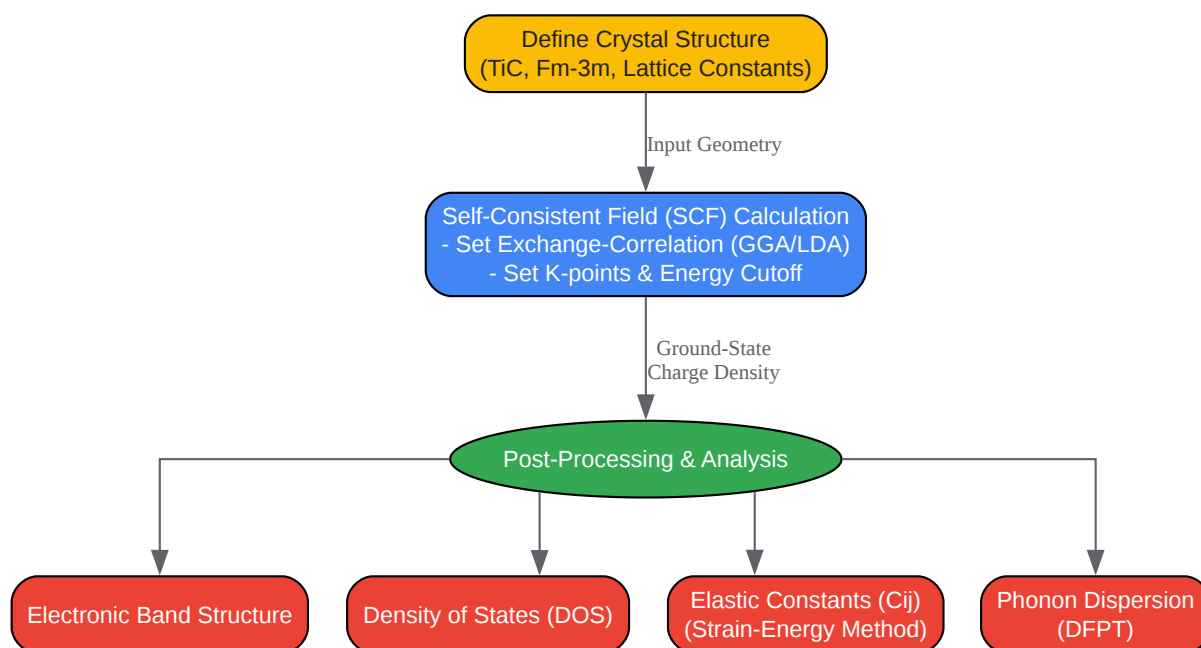 Define Crystal Structure
(TiC, Fm-3m, Lattice Constants)
Input Geometry
Self-Consistent Field (SCF) Calculation
- Set Exchange-Correlation (GGA/LDA)
- Set K-points & Energy Cutoff
Ground-State
Charge Density
Post-Processing & Analysis
Electronic Band Structure
Density of States (DOS)
Elastic Constants (Cij)
(Strain-Energy Method)
Phonon Dispersion
(DFPT)